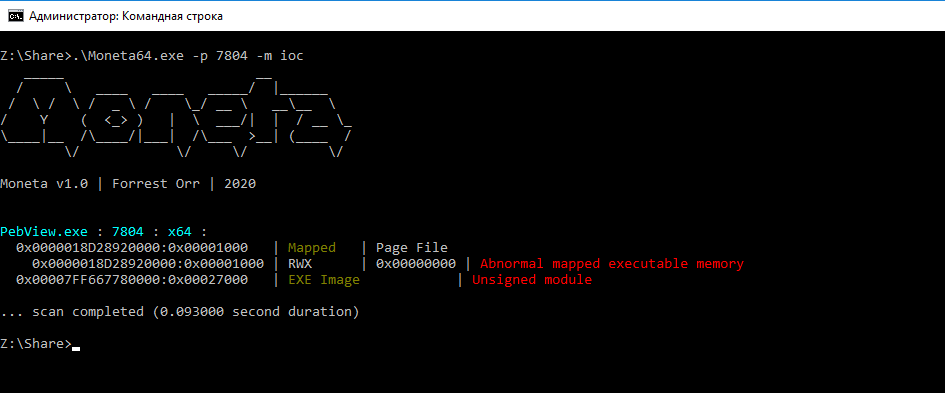 Администратор: Командная строка
Z:\Share>.\Moneta64.exe -p 7804 -m ioc
   _____                       __
  /     \   ____   ____   _____/  |______
 /  \ /  \ /  _ \ /    \_/ __ \   __\__  \
/    Y    (  <_> )   |  \  ___/|  |  / __ \_
\____|__  /\____/|___|  /\___  >__| (____  /
        \/            \/     \/          \/
Moneta v1.0 | Forrest Orr | 2020
PebView.exe : 7804 : x64 :
  0x0000018D28920000:0x00001000   | Mapped   | Page File
    0x0000018D28920000:0x00001000 | RWX      | 0x00000000 | Abnormal mapped executable memory
  0x00007FF667780000:0x00027000   | EXE Image            | Unsigned module
... scan completed (0.093000 second duration)
Z:\Share>